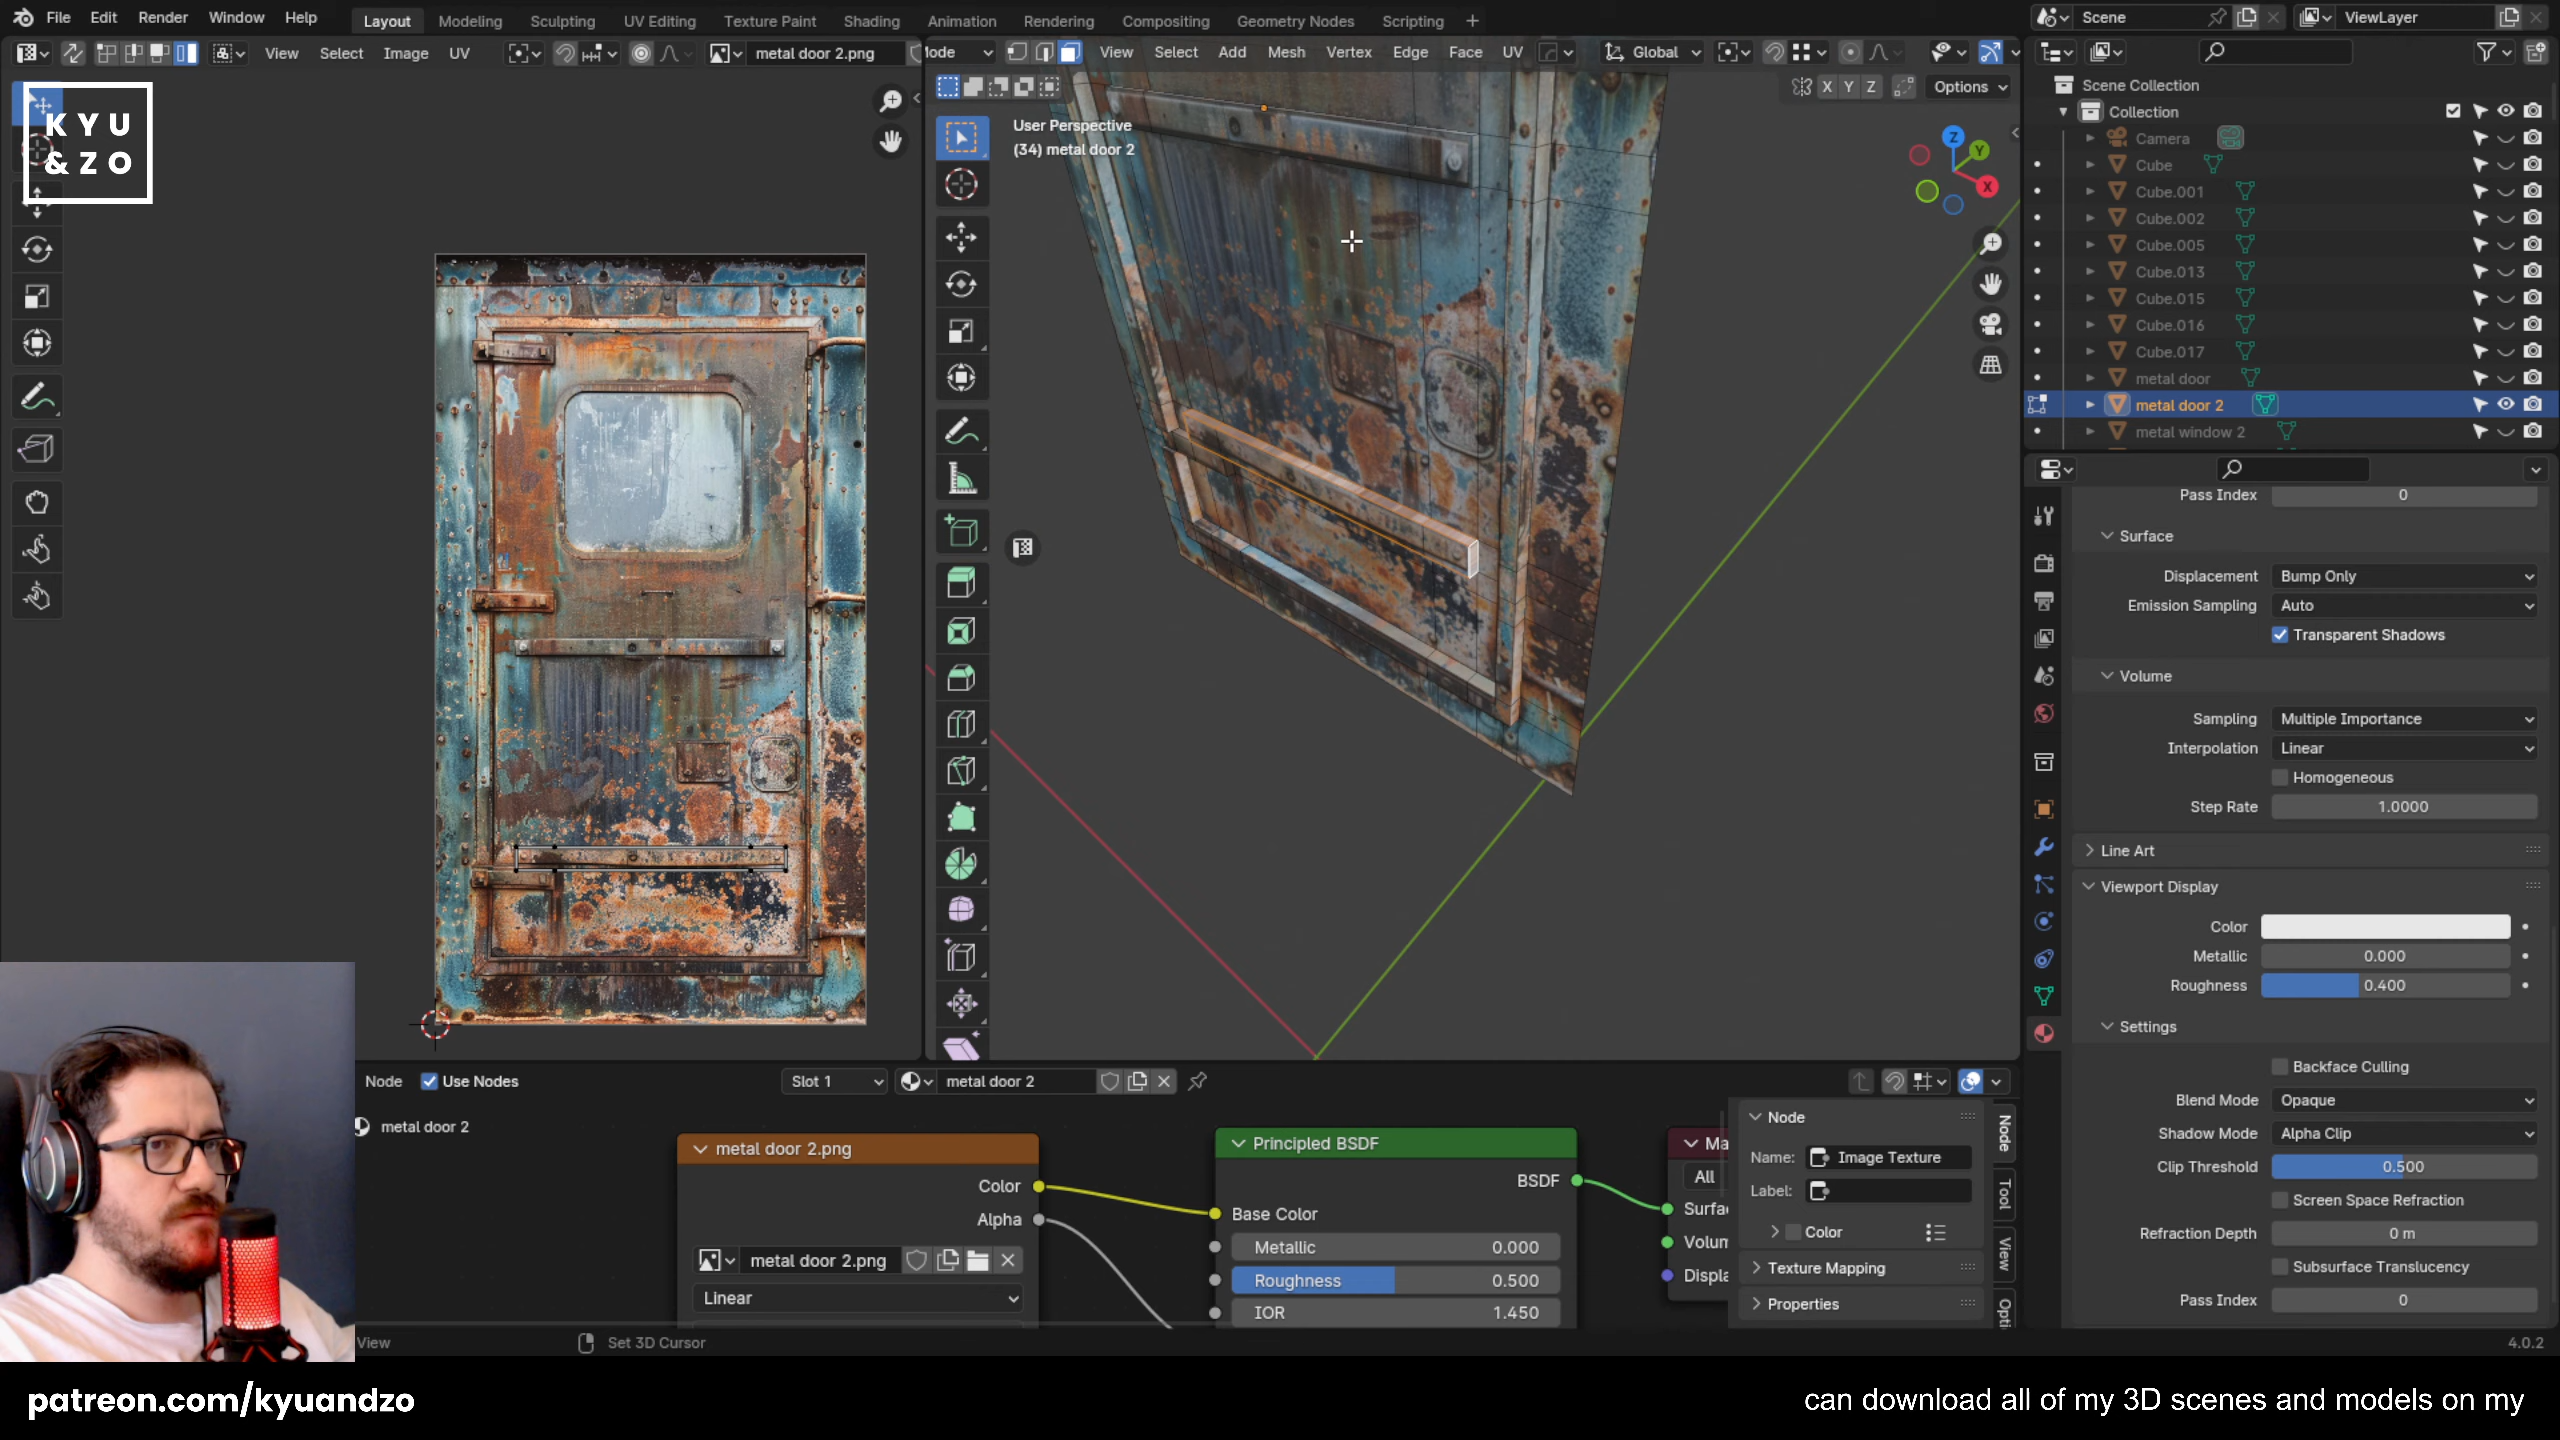 File Edit Render Window Help
Layout Modeling Sculpting UV Editing Texture Paint Shading Animation Rendering Compositing Geometry Nodes Scripting +
Scene
ViewLayer
View Select Image UV
metal door 2.png
Mode
View Select Add Mesh Vertex Edge Face UV
Global
X Y Z
Options
KYU
&ZO
User Perspective
(34) metal door 2
Z
Y
X
Scene Collection
Collection
Camera
Cube
Cube.001
Cube.002
Cube.005
Cube.013
Cube.015
Cube.016
Cube.017
metal door
metal door 2
metal window 2
Pass Index 0
Surface
Displacement Bump Only
Emission Sampling Auto
Transparent Shadows
Volume
Sampling Multiple Importance
Interpolation Linear
Homogeneous
Step Rate 1.0000
Line Art
Viewport Display
Color
Metallic 0.000
Roughness 0.400
Settings
Backface Culling
Blend Mode Opaque
Shadow Mode Alpha Clip
Clip Threshold 0.500
Screen Space Refraction
Refraction Depth 0 m
Subsurface Translucency
Pass Index 0
Node Use Nodes
Slot 1
metal door 2
metal door 2
metal door 2.png
Color
Alpha
metal door 2.png
Linear
Principled BSDF
BSDF
Base Color
Metallic 0.000
Roughness 0.500
IOR 1.450
Ma
All
Surfa
Volum
Displa
Node
Name: Image Texture
Label:
Color
Texture Mapping
Properties
Node
Tool
View
Opti
View
Set 3D Cursor
4.0.2
patreon.com/kyuandzo
can download all of my 3D scenes and models on my